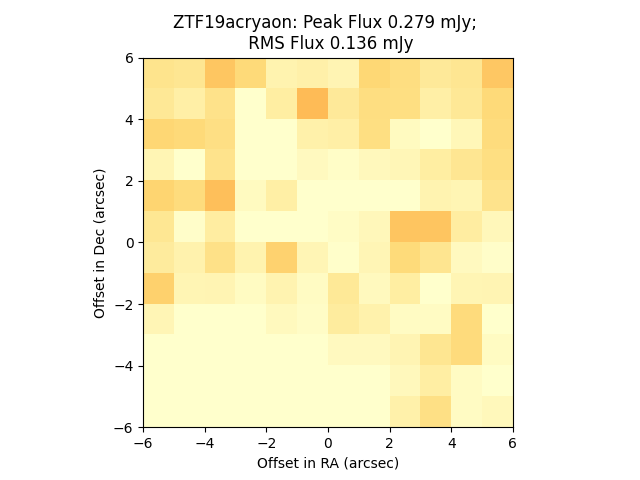 ZTF19acryaon: Peak Flux 0.279 mJy;
RMS Flux 0.136 mJy
6
4
2
0
−2
−4
−6
Offset in Dec (arcsec)
−6 −4 −2 0 2 4 6
Offset in RA (arcsec)